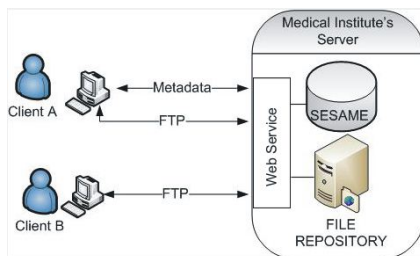 Medical Institute's
Server
Client A
Metadata
FTP
SESAME
Web Service
Client B
FTP
FILE
REPOSITORY